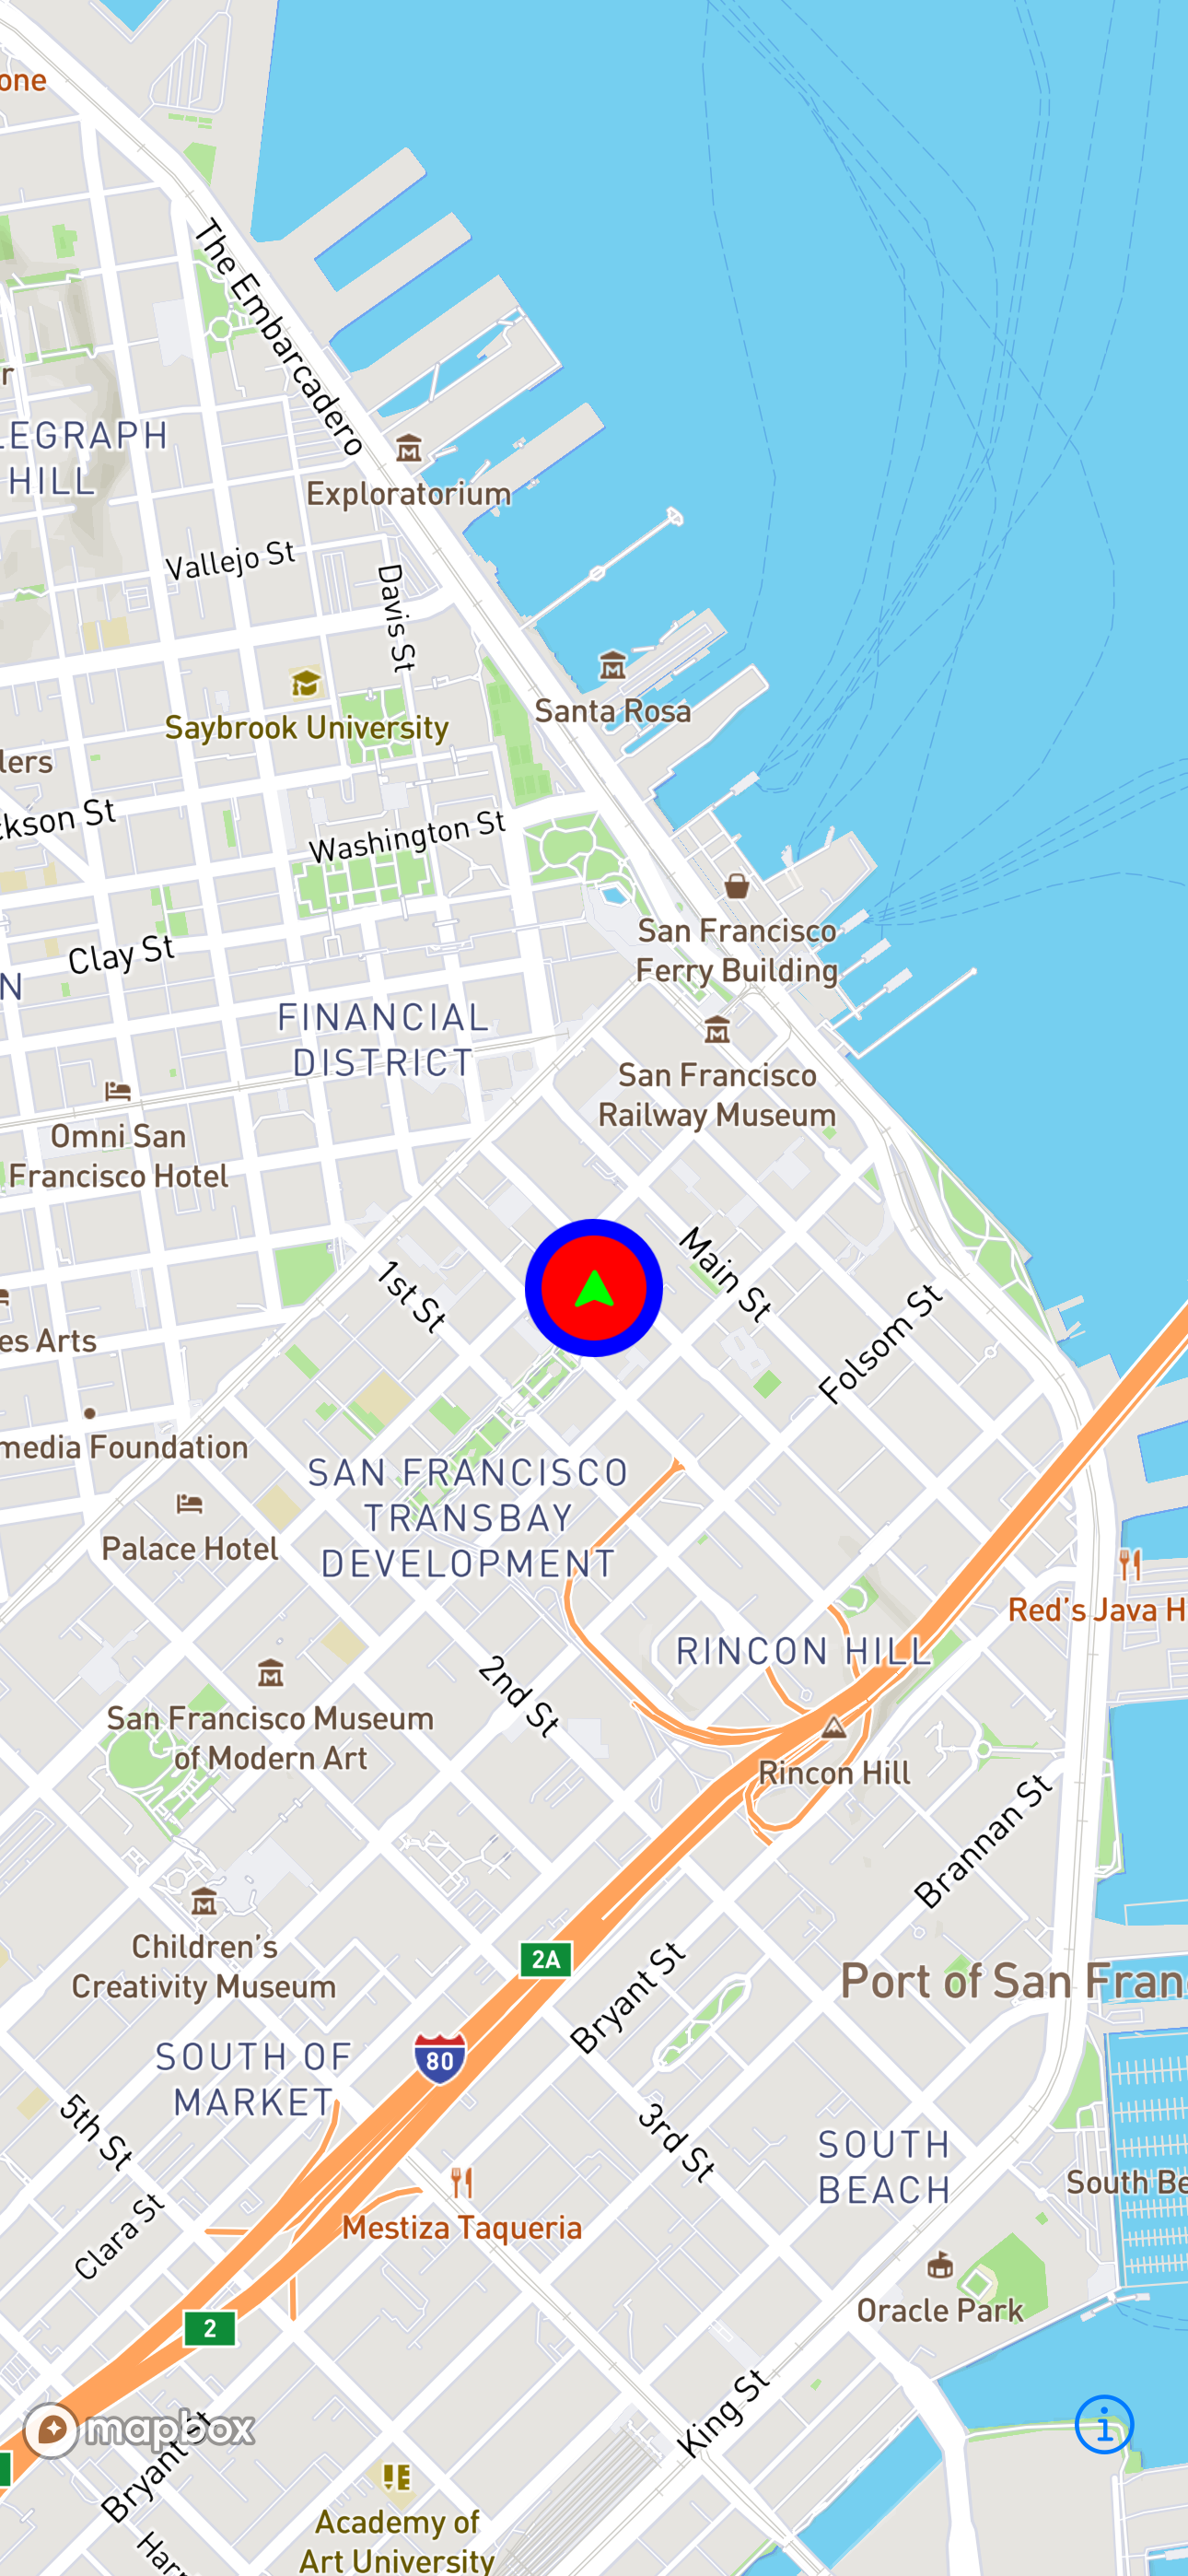 one
The Embarcadero
r
LEGRAPH
HILL
Exploratorium
Vallejo St
Davis St
Santa Rosa
Saybrook University
lers
ckson St
Washington St
San Francisco
Ferry Building
Clay St
N
FINANCIAL
DISTRICT
San Francisco
Railway Museum
Omni San
Francisco Hotel
Main St
1st St
Folsom St
es Arts
media Foundation
SAN FRANCISCO
TRANSBAY
DEVELOPMENT
Palace Hotel
Red's Java H
RINCON HILL
2nd St
San Francisco Museum
of Modern Art
Rincon Hill
Brannan St
Children's
Creativity Museum
2A
Bryant St
Port of San Franc
80
SOUTH OF
MARKET
5th St
3rd St
SOUTH
BEACH
South Be
Clara St
Mestiza Taqueria
Oracle Park
2
King St
mapbox
i
Bryant St
Academy of
Art University
Harr